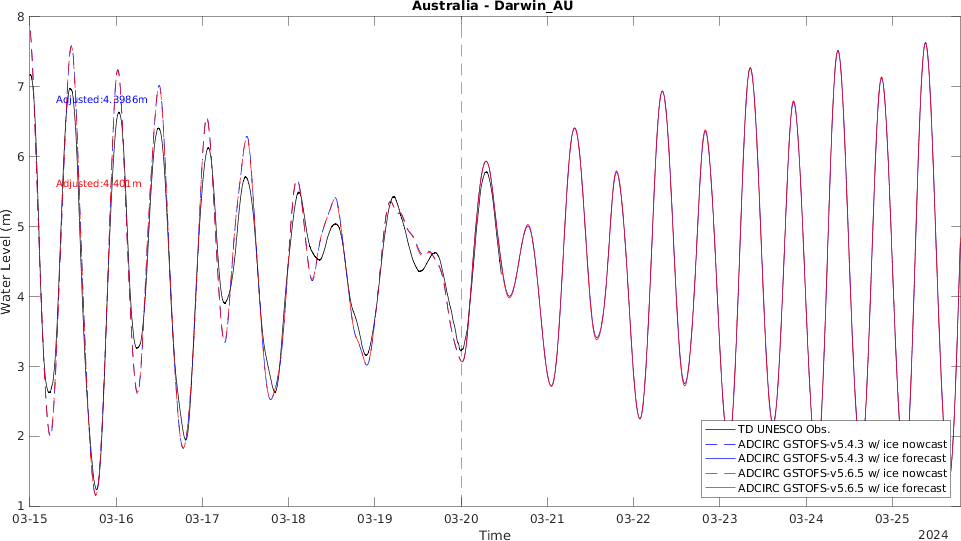 Australia - Darwin_AU
8
7
6
5
4
3
2
1
Water Level (m)
Adjusted:4.3986m
Adjusted:4.401m
TD UNESCO Obs.
ADCIRC GSTOFS-v5.4.3 w/ ice nowcast
ADCIRC GSTOFS-v5.4.3 w/ ice forecast
ADCIRC GSTOFS-v5.6.5 w/ ice nowcast
ADCIRC GSTOFS-v5.6.5 w/ ice forecast
03-15 03-16 03-17 03-18 03-19 03-20 03-21 03-22 03-23 03-24 03-25
Time
2024